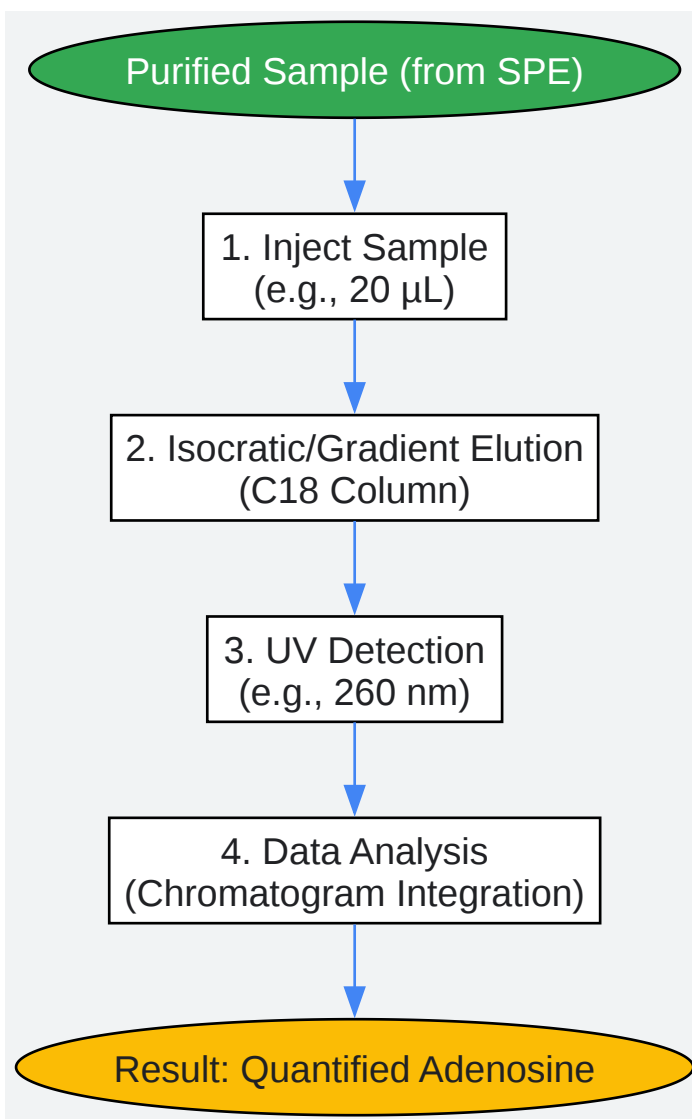 Purified Sample (from SPE)
1. Inject Sample
(e.g., 20 µL)
2. Isocratic/Gradient Elution
(C18 Column)
3. UV Detection
(e.g., 260 nm)
4. Data Analysis
(Chromatogram Integration)
Result: Quantified Adenosine